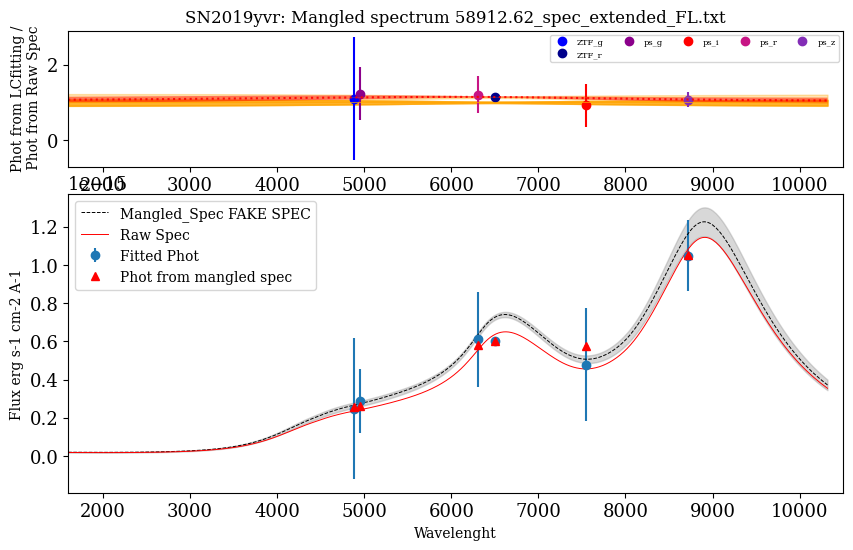 SN2019yvr: Mangled spectrum 58912.62_spec_extended_FL.txt
Phot from LCfitting /
Phot from Raw Spec
2
0
ZTF_g
ZTF_r
ps_g
ps_i
ps_r
ps_z
2000 3000 4000 5000 6000 7000 8000 9000 10000
1e−15
Flux erg s-1 cm-2 A-1
1.2
1.0
0.8
0.6
0.4
0.2
0.0
Mangled_Spec FAKE SPEC
Raw Spec
Fitted Phot
Phot from mangled spec
2000 3000 4000 5000 6000 7000 8000 9000 10000
Wavelenght